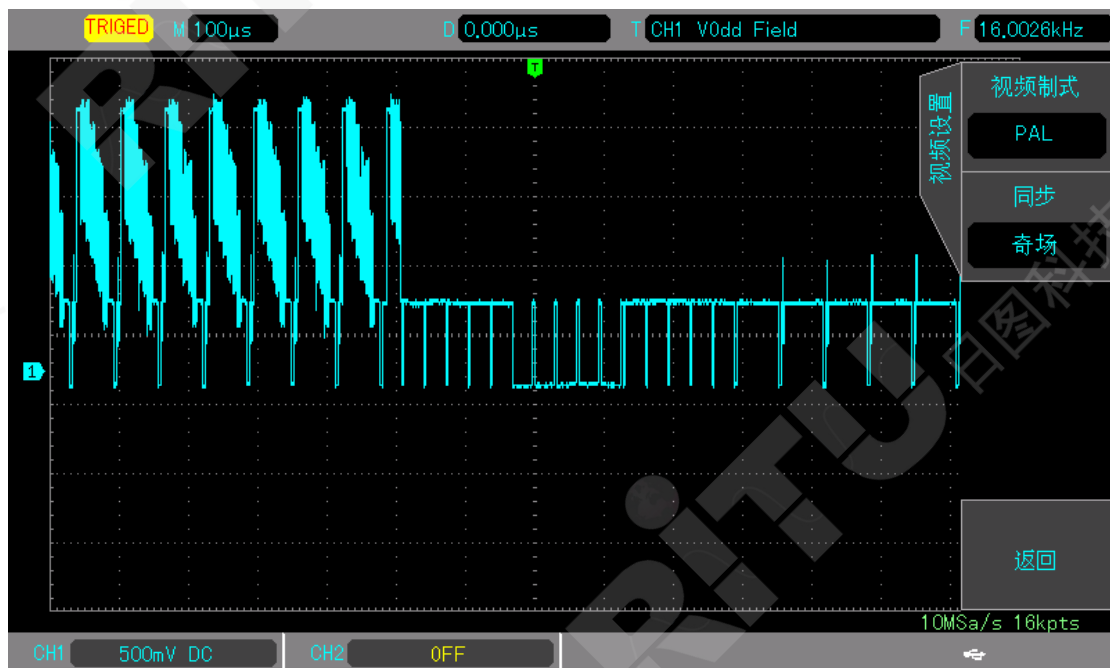 TRIGED M 100μs D 0.000μs T CH1 VOdd Field F 16.0026kHz
T
视频设置
视频制式
PAL
同步
奇场
1
返回
10MSa/s 16kpts
CH1 500mV DC CH2 OFF
RiTU 日图科技